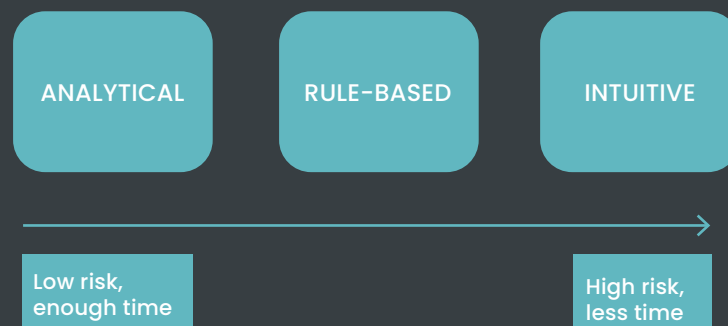 ANALYTICAL
RULE-BASED
INTUITIVE
Low risk,
enough time
High risk,
less time